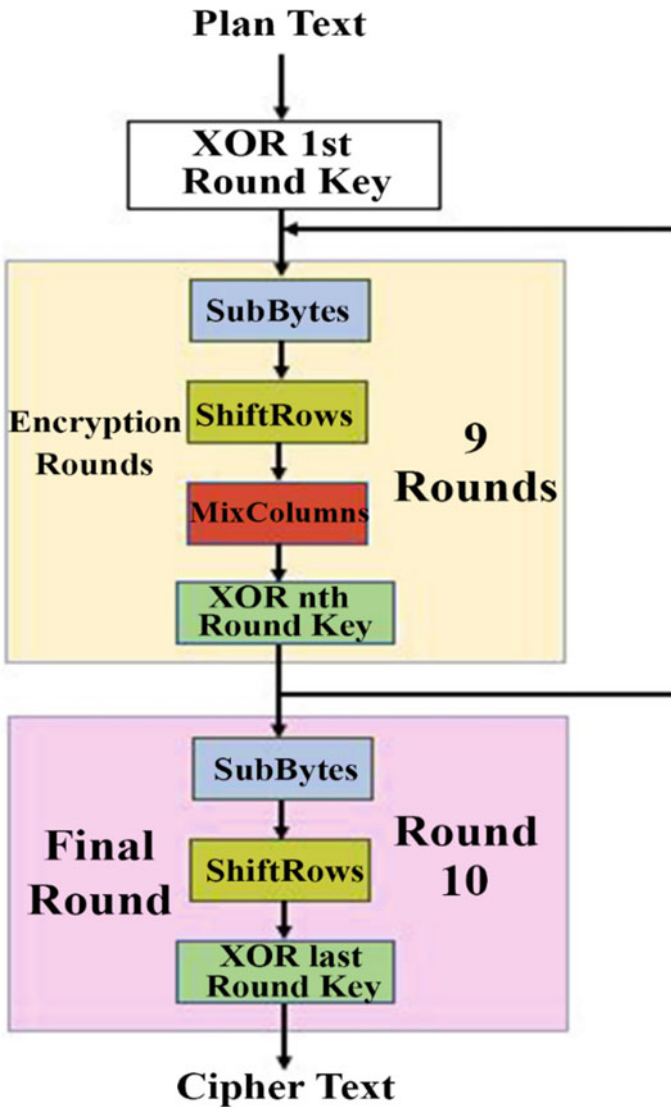 Plan Text
XOR 1st
Round Key
SubBytes
ShiftRows
Encryption
Rounds
9
Rounds
MixColumns
XOR nth
Round Key
SubBytes
Final
Round
ShiftRows
Round
10
XOR last
Round Key
Cipher Text